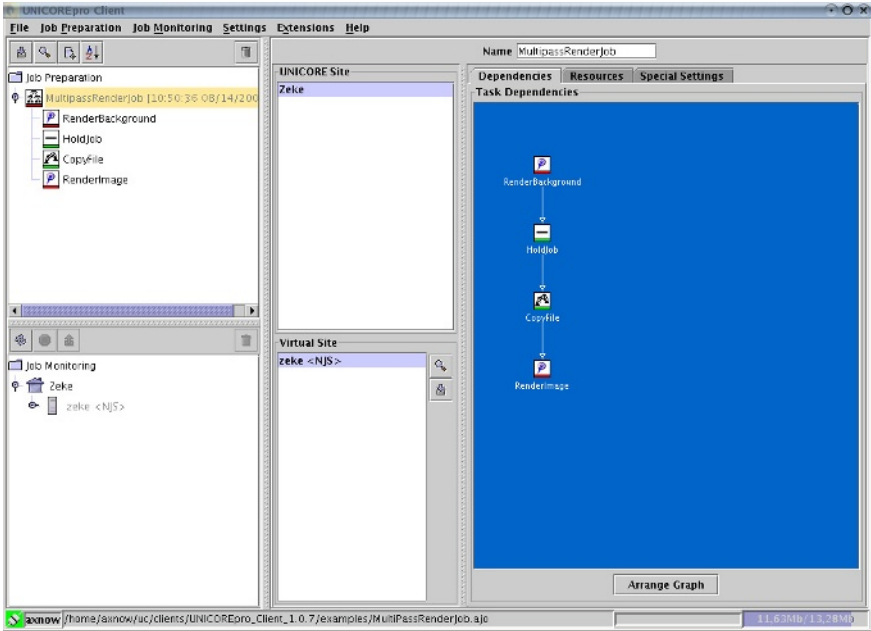 UNICOREpro Client
File Job Preparation Job Monitoring Settings Extensions Help
Name MultipassRenderJob
Job Preparation
MultipassRenderJob [10:50:36 08/14/200
RenderBackground
HoldJob
CopyFile
RenderImage
UNICORE Site
Zeke
Dependencies Resources Special Settings
Task Dependencies
RenderBackground
HoldJob
CopyFile
RenderImage
Job Monitoring
Zeke
zeke <NJS>
Virtual Site
zeke <NJS>
Arrange Graph
axnow /home/axnow/uc/clients/UNICOREpro_Client_1.0.7/examples/MultiPassRenderJob.ajo
11,63Mb/13,28Mb